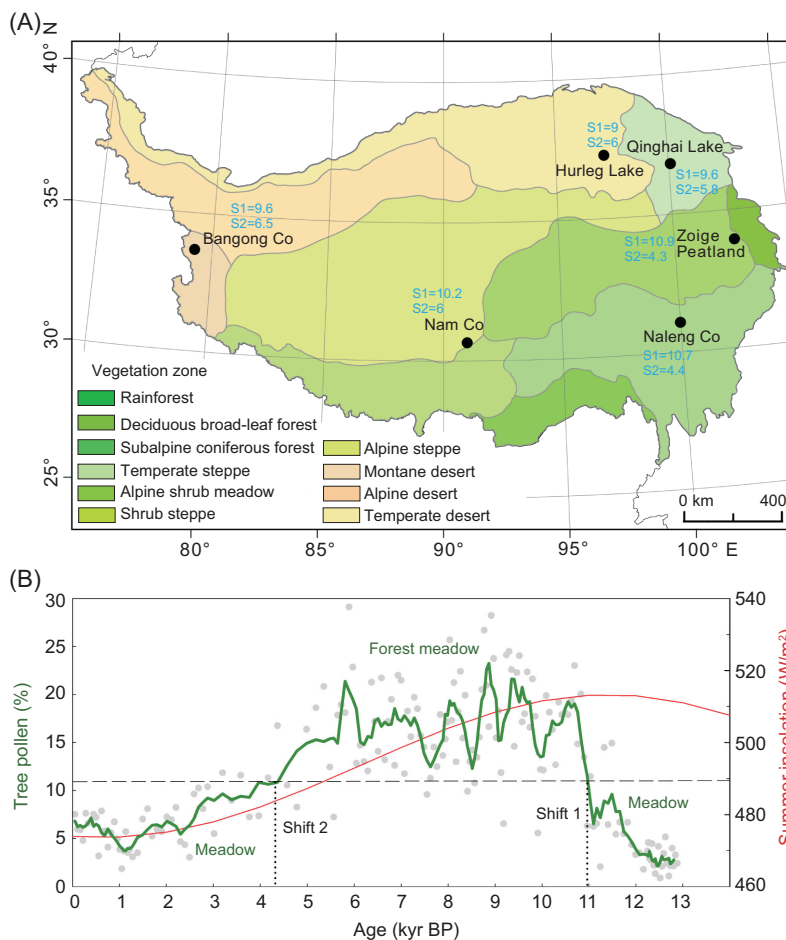 (A)
40° N
35°
30°
25°
S1=9
S2=6
Hurleg Lake
Qinghai Lake
S1=9.6
S2=5.8
S1=9.6
S2=6.5
Bangong Co
S1=10.9
S2=4.3
Zoige
Peatland
S1=10.2
S2=6
Nam Co
Naleng Co
S1=10.7
S2=4.4
Vegetation zone
Rainforest
Deciduous broad-leaf forest
Subalpine coniferous forest
Temperate steppe
Alpine shrub meadow
Shrub steppe
Alpine steppe
Montane desert
Alpine desert
Temperate desert
0 km 400
80° 85° 90° 95° 100° E
(B)
Tree pollen (%)
30
25
20
15
10
5
0
Forest meadow
Meadow
Shift 2
Shift 1
Meadow
540
520
500
480
460
Summer insolation (W/m²)
0 1 2 3 4 5 6 7 8 9 10 11 12 13
Age (kyr BP)